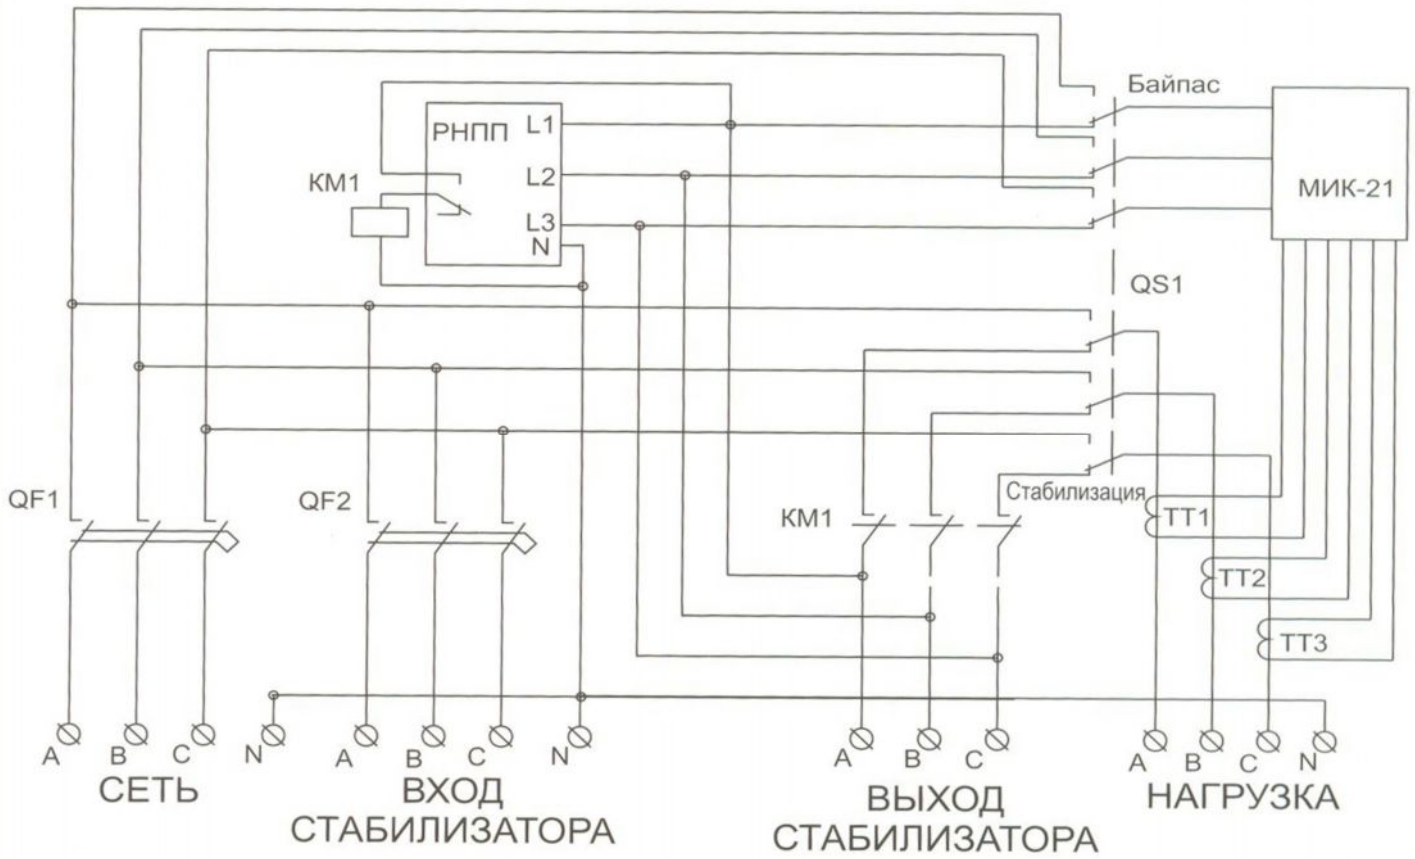 Байпас
РНПП
L1
L2
L3
N
КМ1
МИК-21
QS1
QF1
QF2
КМ1
Стабилизация
ТТ1
ТТ2
ТТ3
A
B
C
N
A
B
C
N
A
B
C
A
B
C
N
СЕТЬ
ВХОД
СТАБИЛИЗАТОРА
ВЫХОД
СТАБИЛИЗАТОРА
НАГРУЗКА